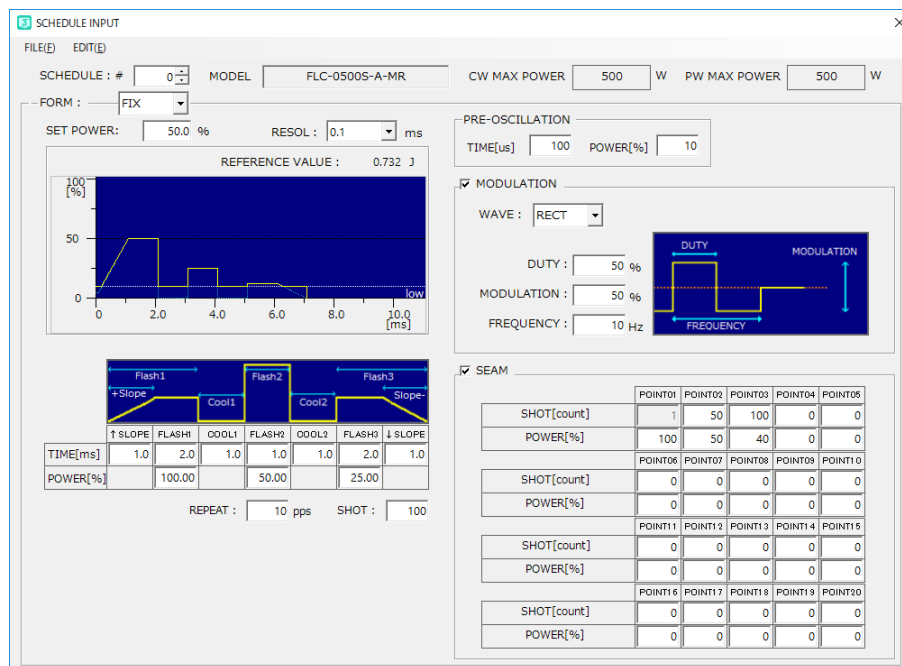 SCHEDULE INPUT
FILE(F) EDIT(E)
SCHEDULE : # 0 MODEL FLC-0500S-A-MR CW MAX POWER 500 W PW MAX POWER 500 W
FORM : FIX
SET POWER: 50.0 % RESOL : 0.1 ms
REFERENCE VALUE : 0.732 J
100
[%]
50
0
low
0 2.0 4.0 6.0 8.0 10.0
[ms]
Flash1 Flash2 Flash3
+Slope Cool1 Cool2 Slope-
↑SLOPE FLASH1 COOL1 FLASH2 COOL2 FLASH3 ↓SLOPE
TIME[ms] 1.0 2.0 1.0 1.0 1.0 2.0 1.0
POWER[%] 100.00 50.00 25.00
REPEAT : 10 pps SHOT : 100
PRE-OSCILLATION
TIME[us] 100 POWER[%] 10
MODULATION
WAVE : RECT
DUTY : 50 %
MODULATION : 50 %
FREQUENCY : 10 Hz
DUTY MODULATION
FREQUENCY
SEAM
POINT01 POINT02 POINT03 POINT04 POINT05
SHOT[count] 1 50 100 0 0
POWER[%] 100 50 40 0 0
POINT06 POINT07 POINT08 POINT09 POINT10
SHOT[count] 0 0 0 0 0
POWER[%] 0 0 0 0 0
POINT11 POINT12 POINT13 POINT14 POINT15
SHOT[count] 0 0 0 0 0
POWER[%] 0 0 0 0 0
POINT16 POINT17 POINT18 POINT19 POINT20
SHOT[count] 0 0 0 0 0
POWER[%] 0 0 0 0 0